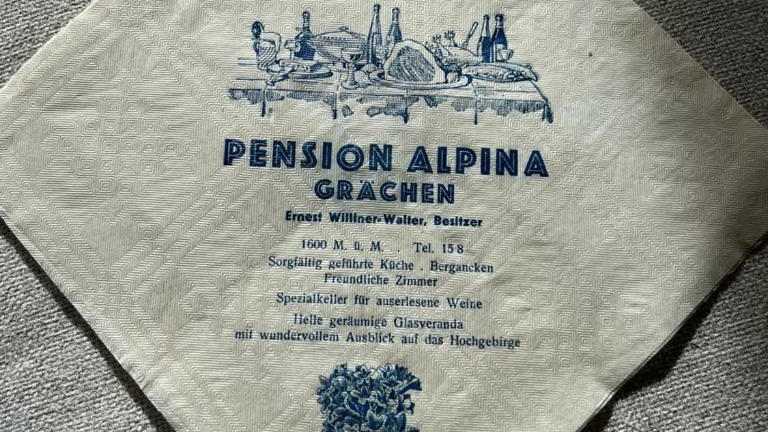 PENSION ALPINA
GRÄCHEN
Ernest Williner-Walter, Besitzer
1600 M. ü. M. . Tel. 158
Sorgfältig geführte Küche . Bergancken
Freundliche Zimmer
Spezialkeller für auserlesene Weine
Helle geräumige Glasveranda
mit wundervollem Ausblick auf das Hochgebirge